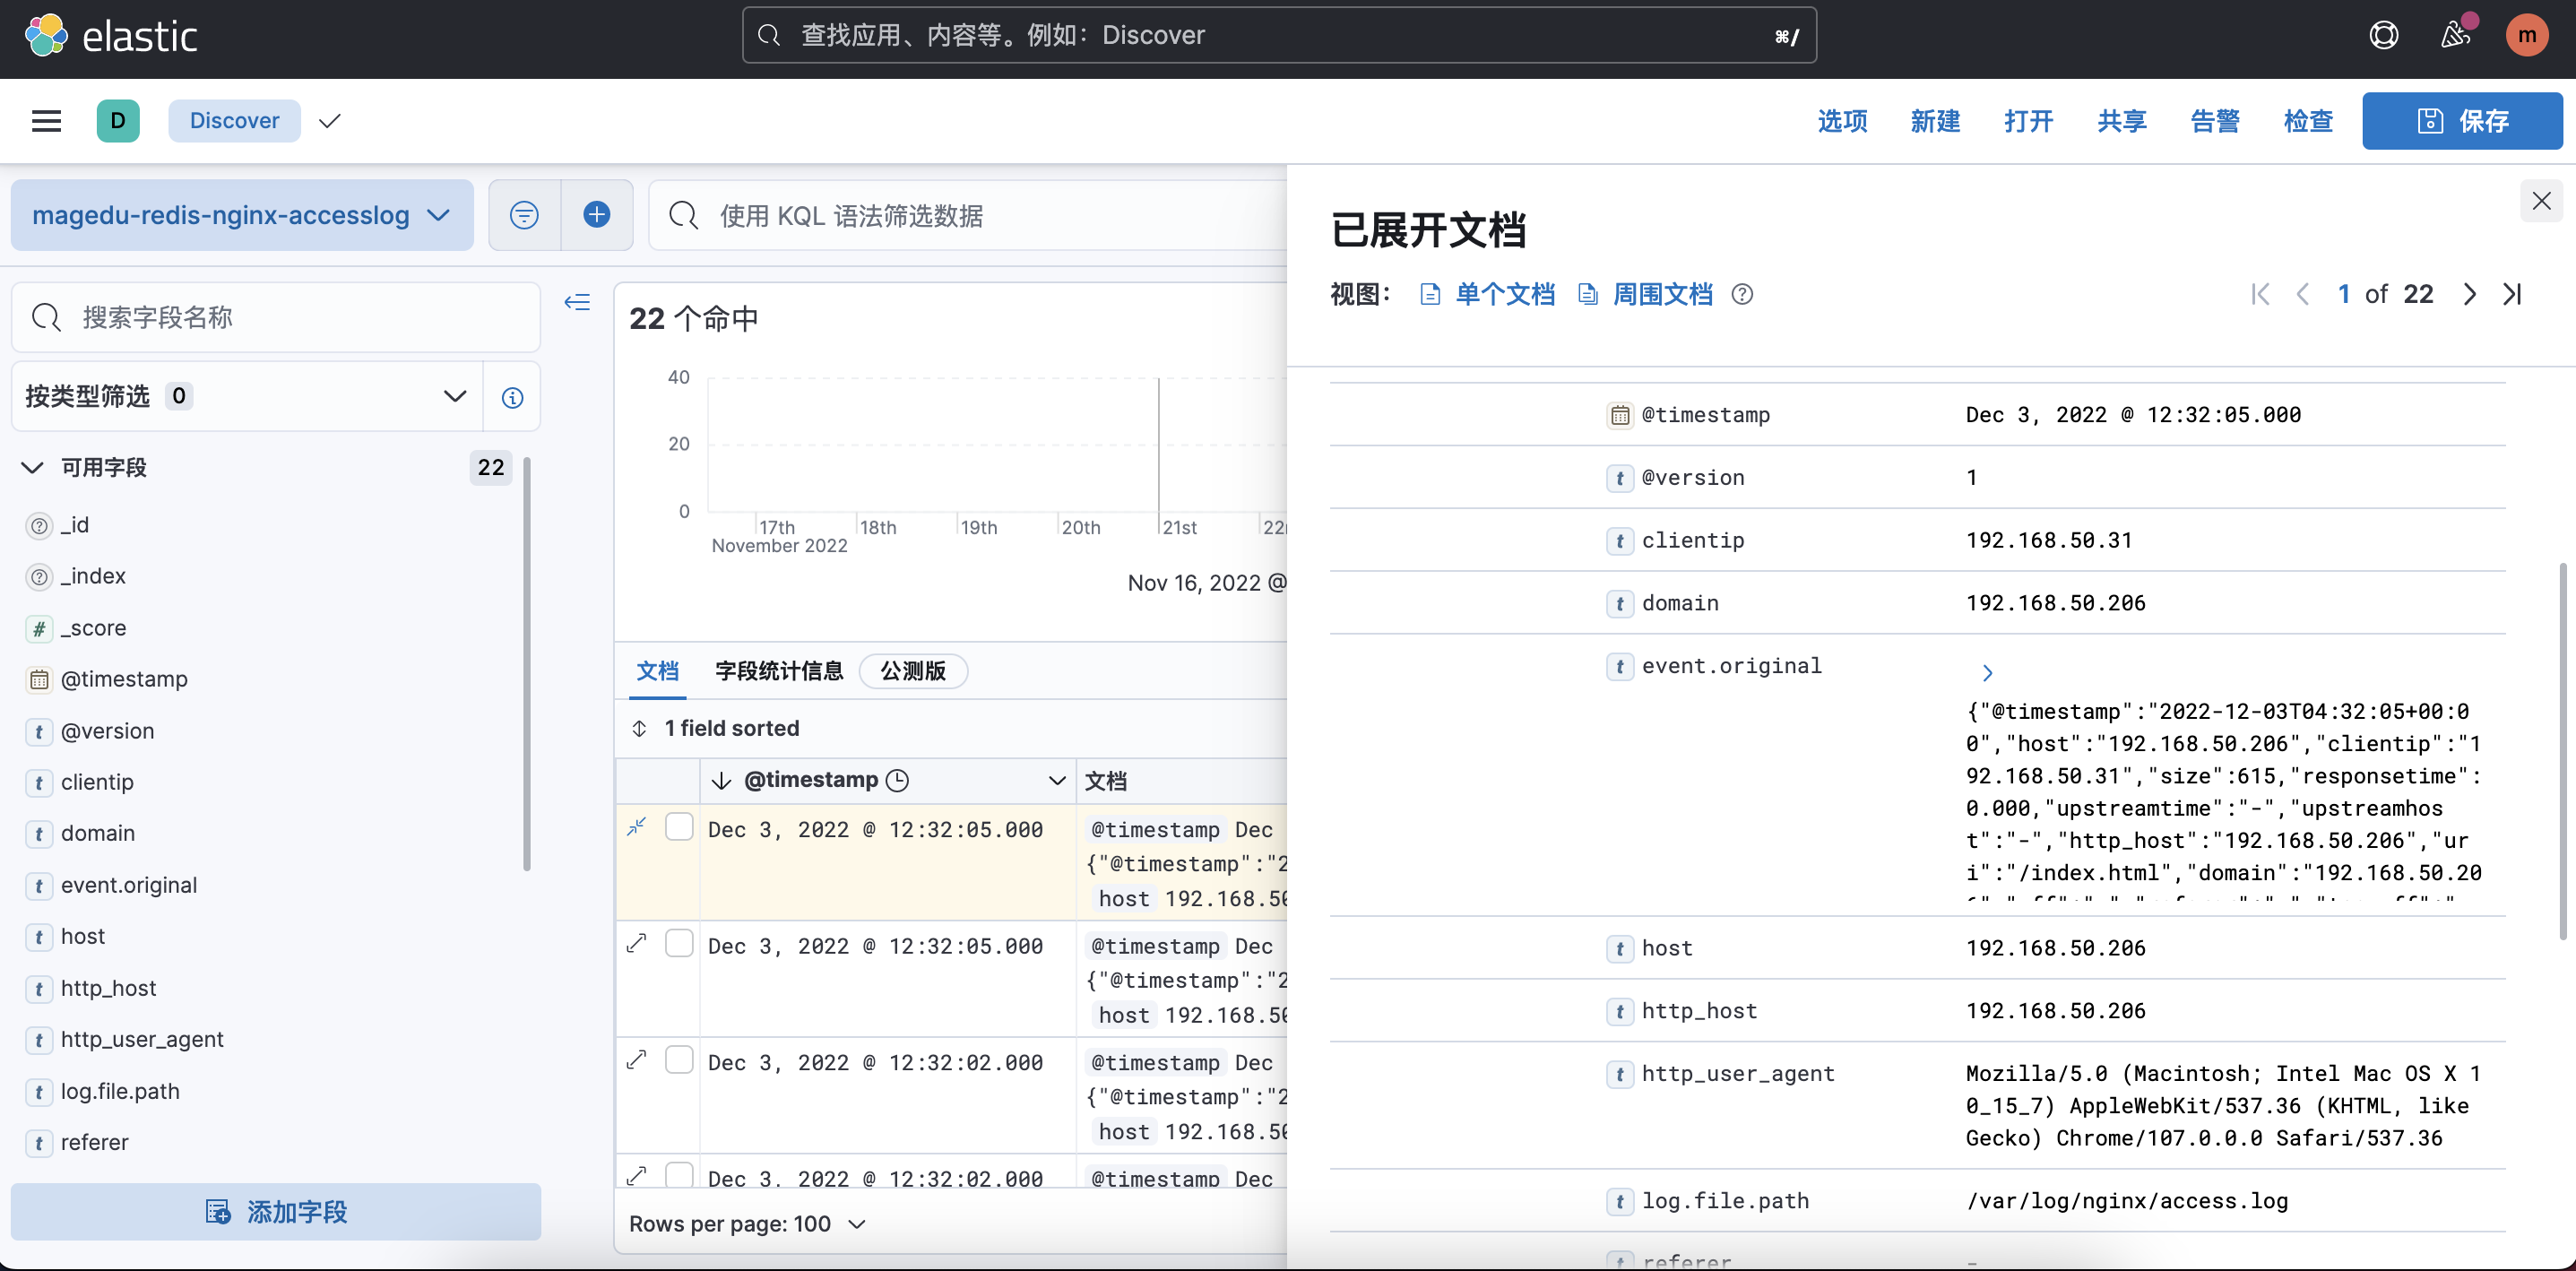 elastic
查找应用、内容等。例如：Discover
⌘/
m
D
Discover
选项
新建
打开
共享
告警
检查
保存
magedu-redis-nginx-accesslog
使用 KQL 语法筛选数据
搜索字段名称
按类型筛选 0
可用字段 22
_id
_index
_score
@timestamp
@version
clientip
domain
event.original
host
http_host
http_user_agent
log.file.path
referer
添加字段
22 个命中
40
20
0
17th 18th 19th 20th 21st
November 2022
Nov 16, 2022 @
文档 字段统计信息 公测版
1 field sorted
@timestamp 文档
Dec 3, 2022 @ 12:32:05.000 @timestamp Dec
{"@timestamp":"2
host 192.168.50
Dec 3, 2022 @ 12:32:05.000 @timestamp Dec
{"@timestamp":"2
host 192.168.50
Dec 3, 2022 @ 12:32:02.000 @timestamp Dec
{"@timestamp":"2
host 192.168.50
Dec 3, 2022 @ 12:32:02.000 @timestamp Dec
Rows per page: 100
已展开文档
视图： 单个文档 周围文档
1 of 22
@timestamp Dec 3, 2022 @ 12:32:05.000
@version 1
clientip 192.168.50.31
domain 192.168.50.206
event.original
{"@timestamp":"2022-12-03T04:32:05+00:0
0","host":"192.168.50.206","clientip":"1
92.168.50.31","size":615,"responsetime":
0.000,"upstreamtime":"-","upstreamhos
t":"-","http_host":"192.168.50.206","ur
i":"/index.html","domain":"192.168.50.20
host 192.168.50.206
http_host 192.168.50.206
http_user_agent Mozilla/5.0 (Macintosh; Intel Mac OS X 1
0_15_7) AppleWebKit/537.36 (KHTML, like
Gecko) Chrome/107.0.0.0 Safari/537.36
log.file.path /var/log/nginx/access.log
referer -